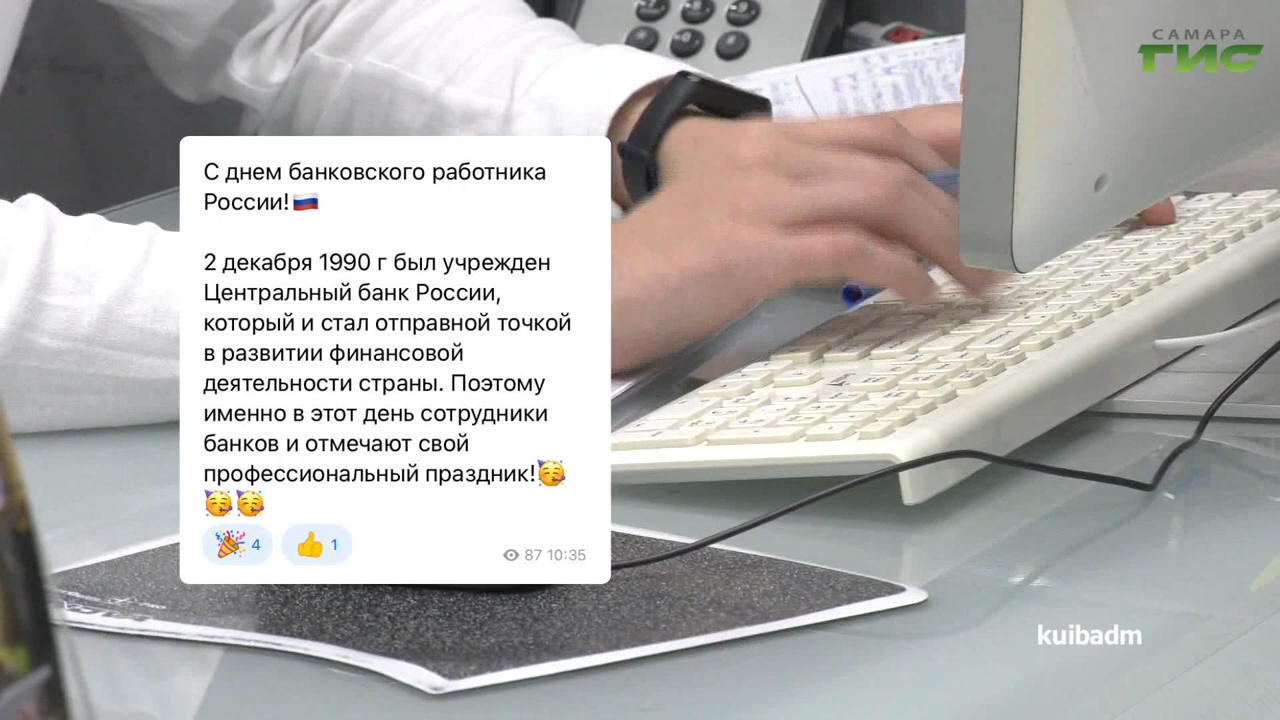 САМАРА
ГИС
С днем банковского работника
России!🇷🇺
2 декабря 1990 г был учрежден
Центральный банк России,
который и стал отправной точкой
в развитии финансовой
деятельности страны. Поэтому
именно в этот день сотрудники
банков и отмечают свой
профессиональный праздник!🥳
🥳🥳
🎉 4 👍 1
87 10:35
kuibadm